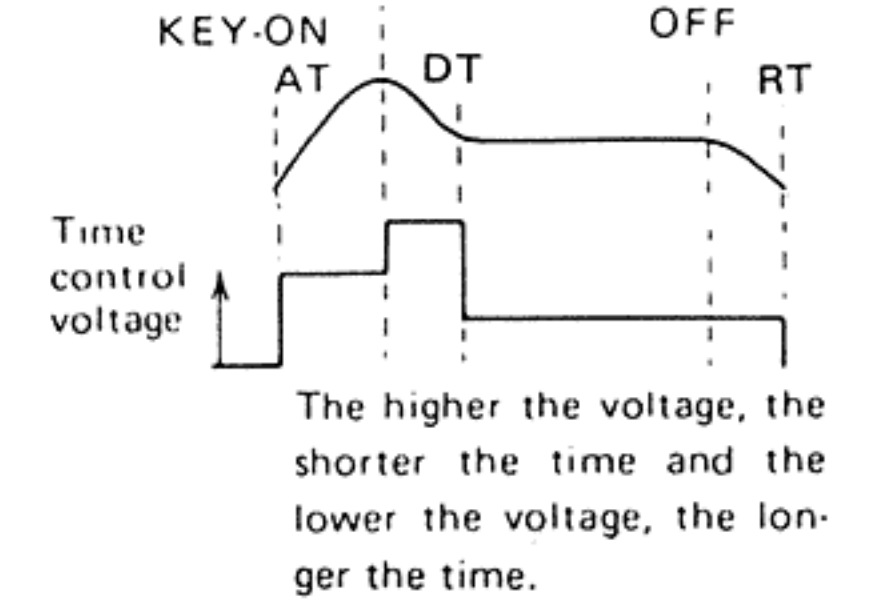 KEY-ON
OFF
AT
DT
RT
Time
control
voltage
The higher the voltage, the
shorter the time and the
lower the voltage, the lon-
ger the time.